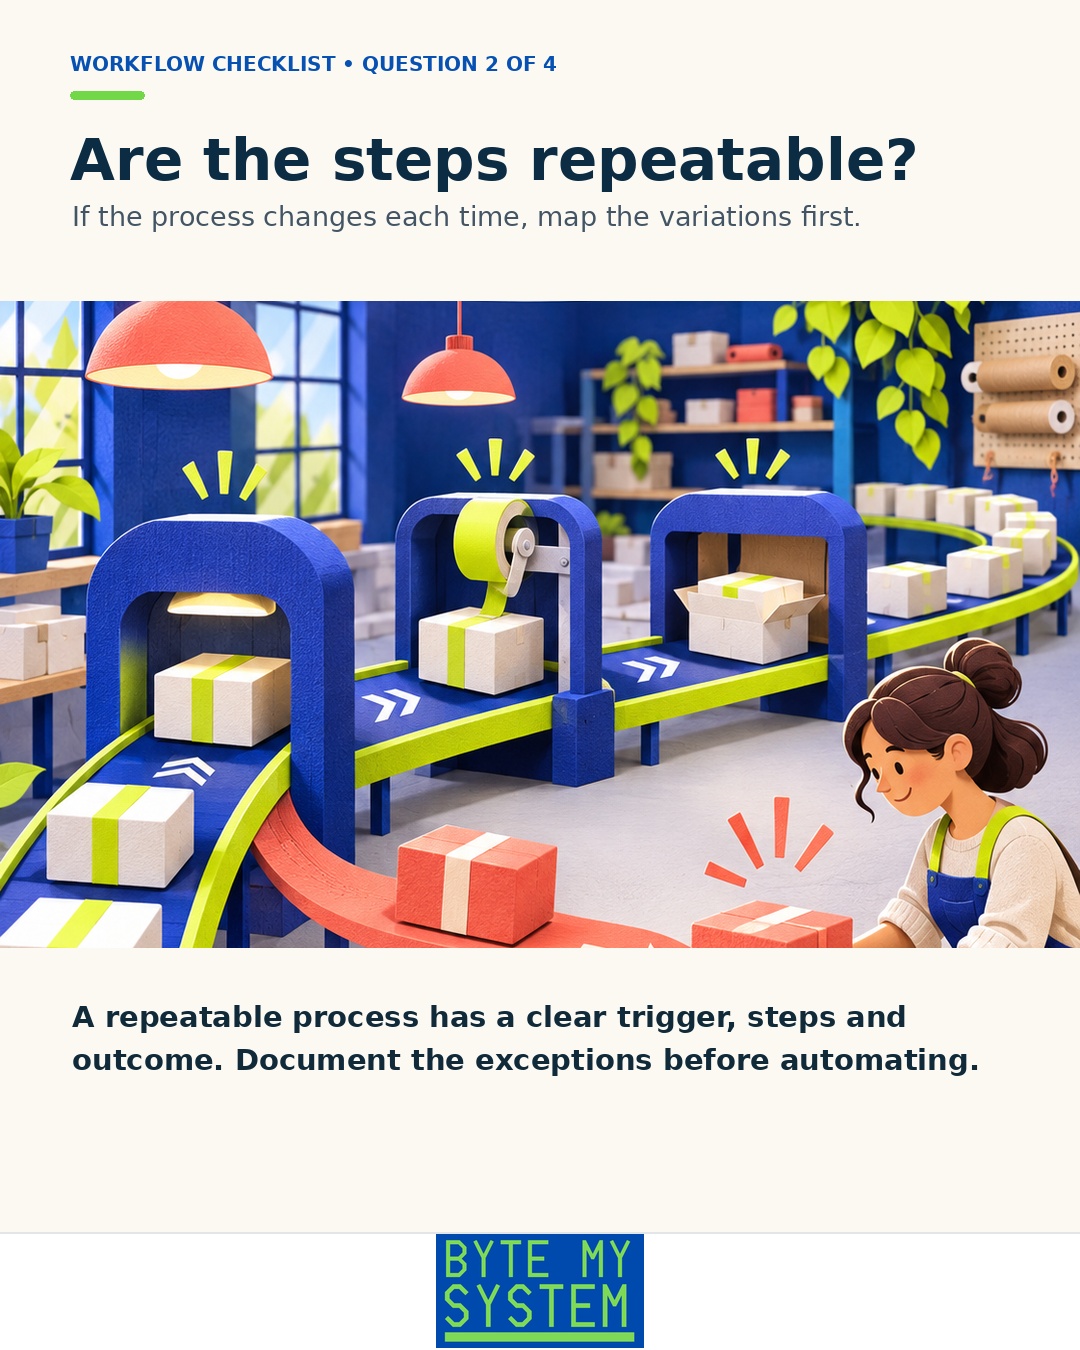 WORKFLOW CHECKLIST • QUESTION 2 OF 4
Are the steps repeatable?
If the process changes each time, map the variations first.
A repeatable process has a clear trigger, steps and
outcome. Document the exceptions before automating.
BYTE MY
SYSTEM